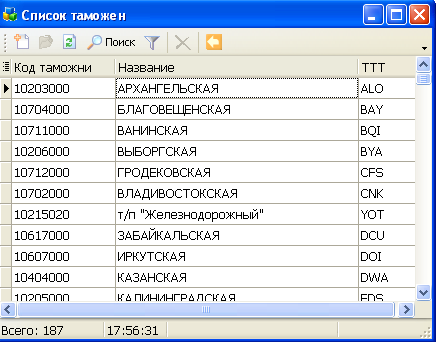 Список таможен
Поиск
Код таможни Название ТТТ
10203000 АРХАНГЕЛЬСКАЯ ALO
10704000 БЛАГОВЕЩЕНСКАЯ BAY
10711000 ВАНИНСКАЯ BQI
10206000 ВЫБОРГСКАЯ BYA
10712000 ГРОДЕКОВСКАЯ CFS
10702000 ВЛАДИВОСТОКСКАЯ CNK
10215020 т/п "Железнодорожный" YOT
10617000 ЗАБАЙКАЛЬСКАЯ DCU
10607000 ИРКУТСКАЯ DOI
10404000 КАЗАНСКАЯ DWA
10205000 КАЛИНИНГРАДСКАЯ EDS
Всего: 187 17:56:31